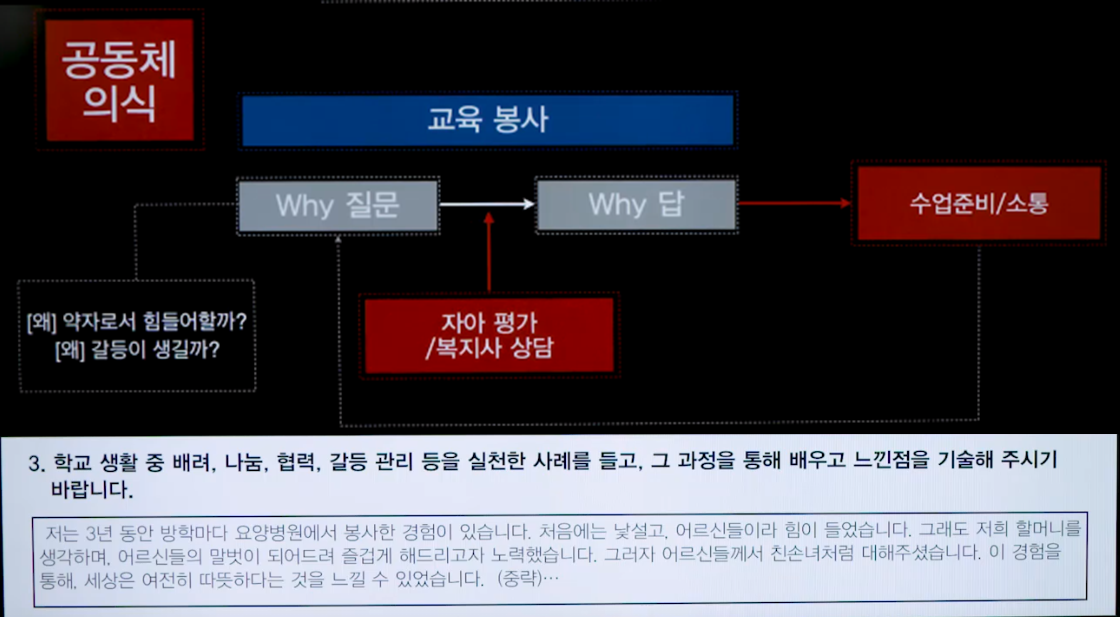 공동체
의식
교육 봉사
Why 질문
Why 답
수업준비/소통
[왜] 약자로서 힘들어할까?
[왜] 갈등이 생길까?
자아 평가
/복지사 상담
3. 학교 생활 중 배려, 나눔, 협력, 갈등 관리 등을 실천한 사례를 들고, 그 과정을 통해 배우고 느낀점을 기술해 주시기
바랍니다.
저는 3년 동안 방학마다 요양병원에서 봉사한 경험이 있습니다. 처음에는 낯설고, 어르신들이라 힘이 들었습니다. 그래도 저희 할머니를
생각하며, 어르신들의 말벗이 되어드려 즐겁게 해드리고자 노력했습니다. 그러자 어르신들께서 친손녀처럼 대해주셨습니다. 이 경험을
통해, 세상은 여전히 따뜻하다는 것을 느낄 수 있었습니다. (중략)…